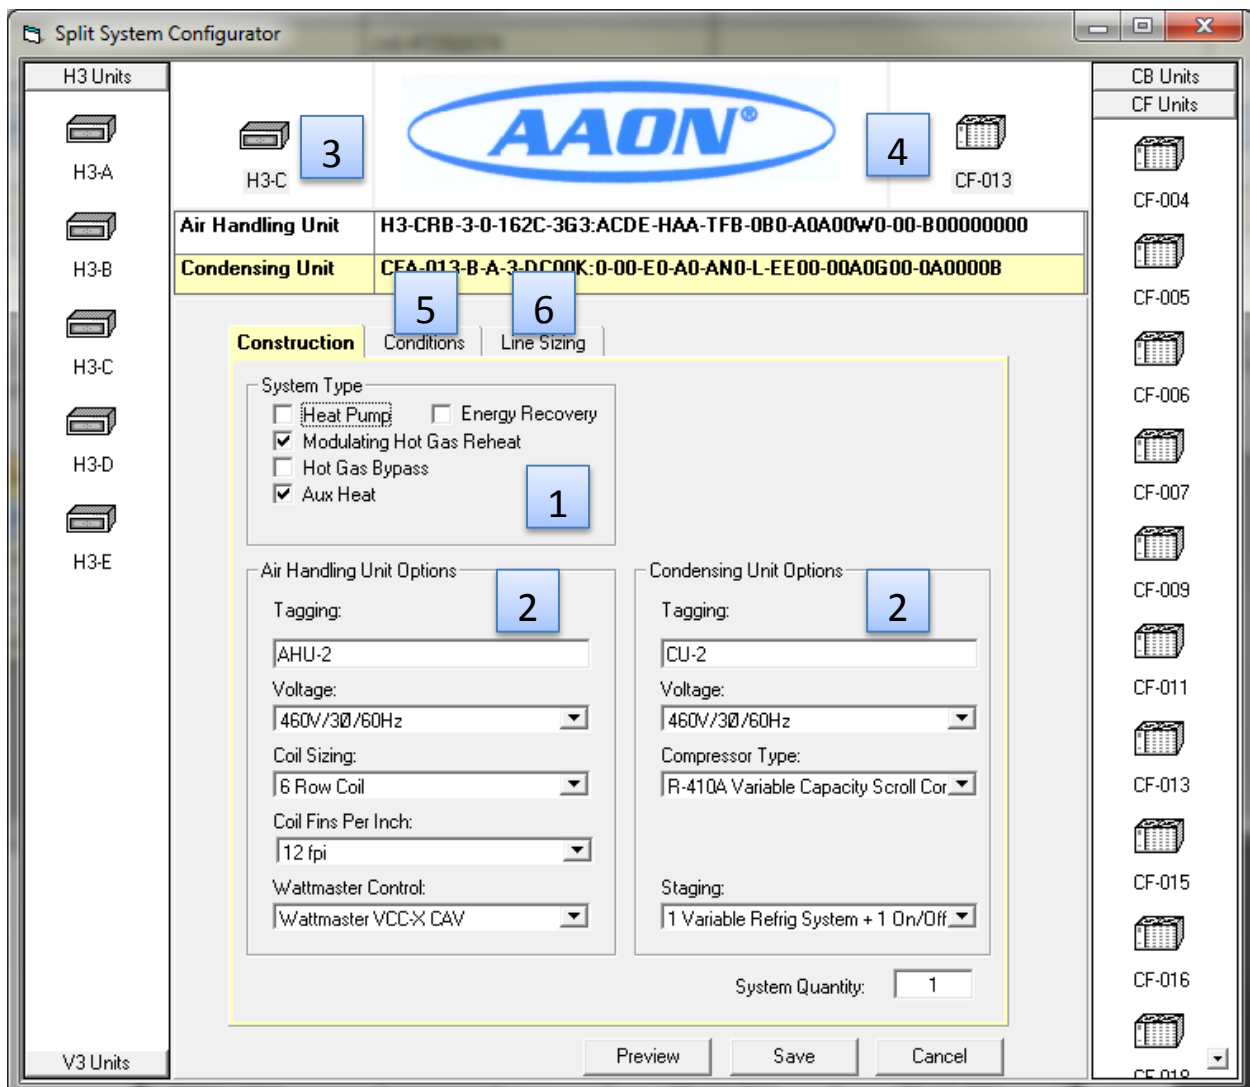 Split System Configurator
H3 Units
H3-A
H3-B
H3-C
H3-D
H3-E
V3 Units
H3-C
3
AAON®
4
CF-013
Air Handling Unit H3-CRB-3-0-162C-3G3:ACDE-HAA-TFB-0B0-A0A00W0-00-B00000000
Condensing Unit CFA-013-B-A-3-DC00K:0-00-E0-A0-AN0-L-EE00-00A0G00-0A0000B
5
6
Construction Conditions Line Sizing
System Type
Heat Pump Energy Recovery
Modulating Hot Gas Reheat
Hot Gas Bypass
Aux Heat
1
Air Handling Unit Options
2
Tagging:
AHU-2
Voltage:
460V/3Ø/60Hz
Coil Sizing:
6 Row Coil
Coil Fins Per Inch:
12 fpi
Wattmaster Control:
Wattmaster VCC-X CAV
Condensing Unit Options
2
Tagging:
CU-2
Voltage:
460V/3Ø/60Hz
Compressor Type:
R-410A Variable Capacity Scroll Cor
Staging:
1 Variable Refrig System + 1 On/Off
System Quantity: 1
Preview Save Cancel
CB Units
CF Units
CF-004
CF-005
CF-006
CF-007
CF-009
CF-011
CF-013
CF-015
CF-016
CF-018